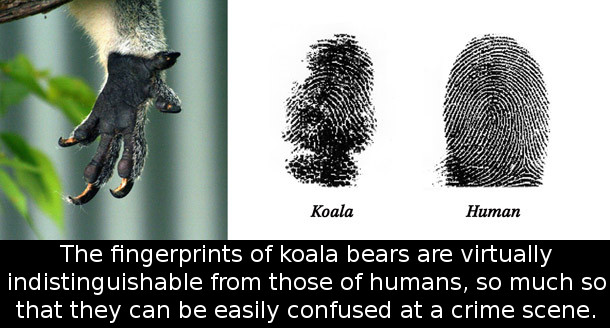 Koala
Human
The fingerprints of koala bears are virtually
indistinguishable from those of humans, so much so
that they can be easily confused at a crime scene.